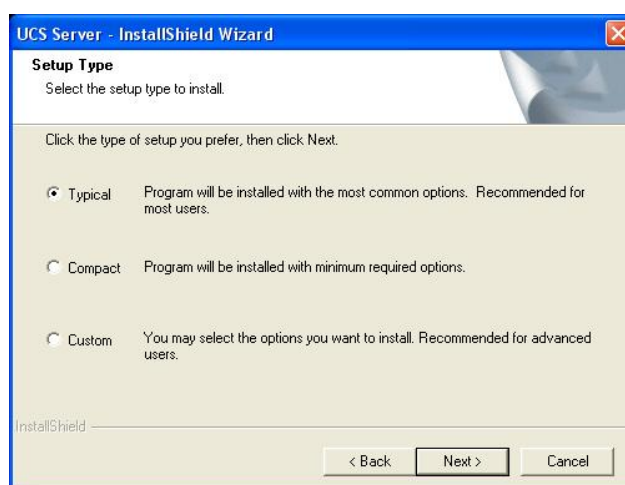 UCS Server - InstallShield Wizard
Setup Type
Select the setup type to install.
Click the type of setup you prefer, then click Next.
Typical Program will be installed with the most common options. Recommended for
most users.
Compact Program will be installed with minimum required options.
Custom You may select the options you want to install. Recommended for advanced
users.
InstallShield
< Back Next > Cancel